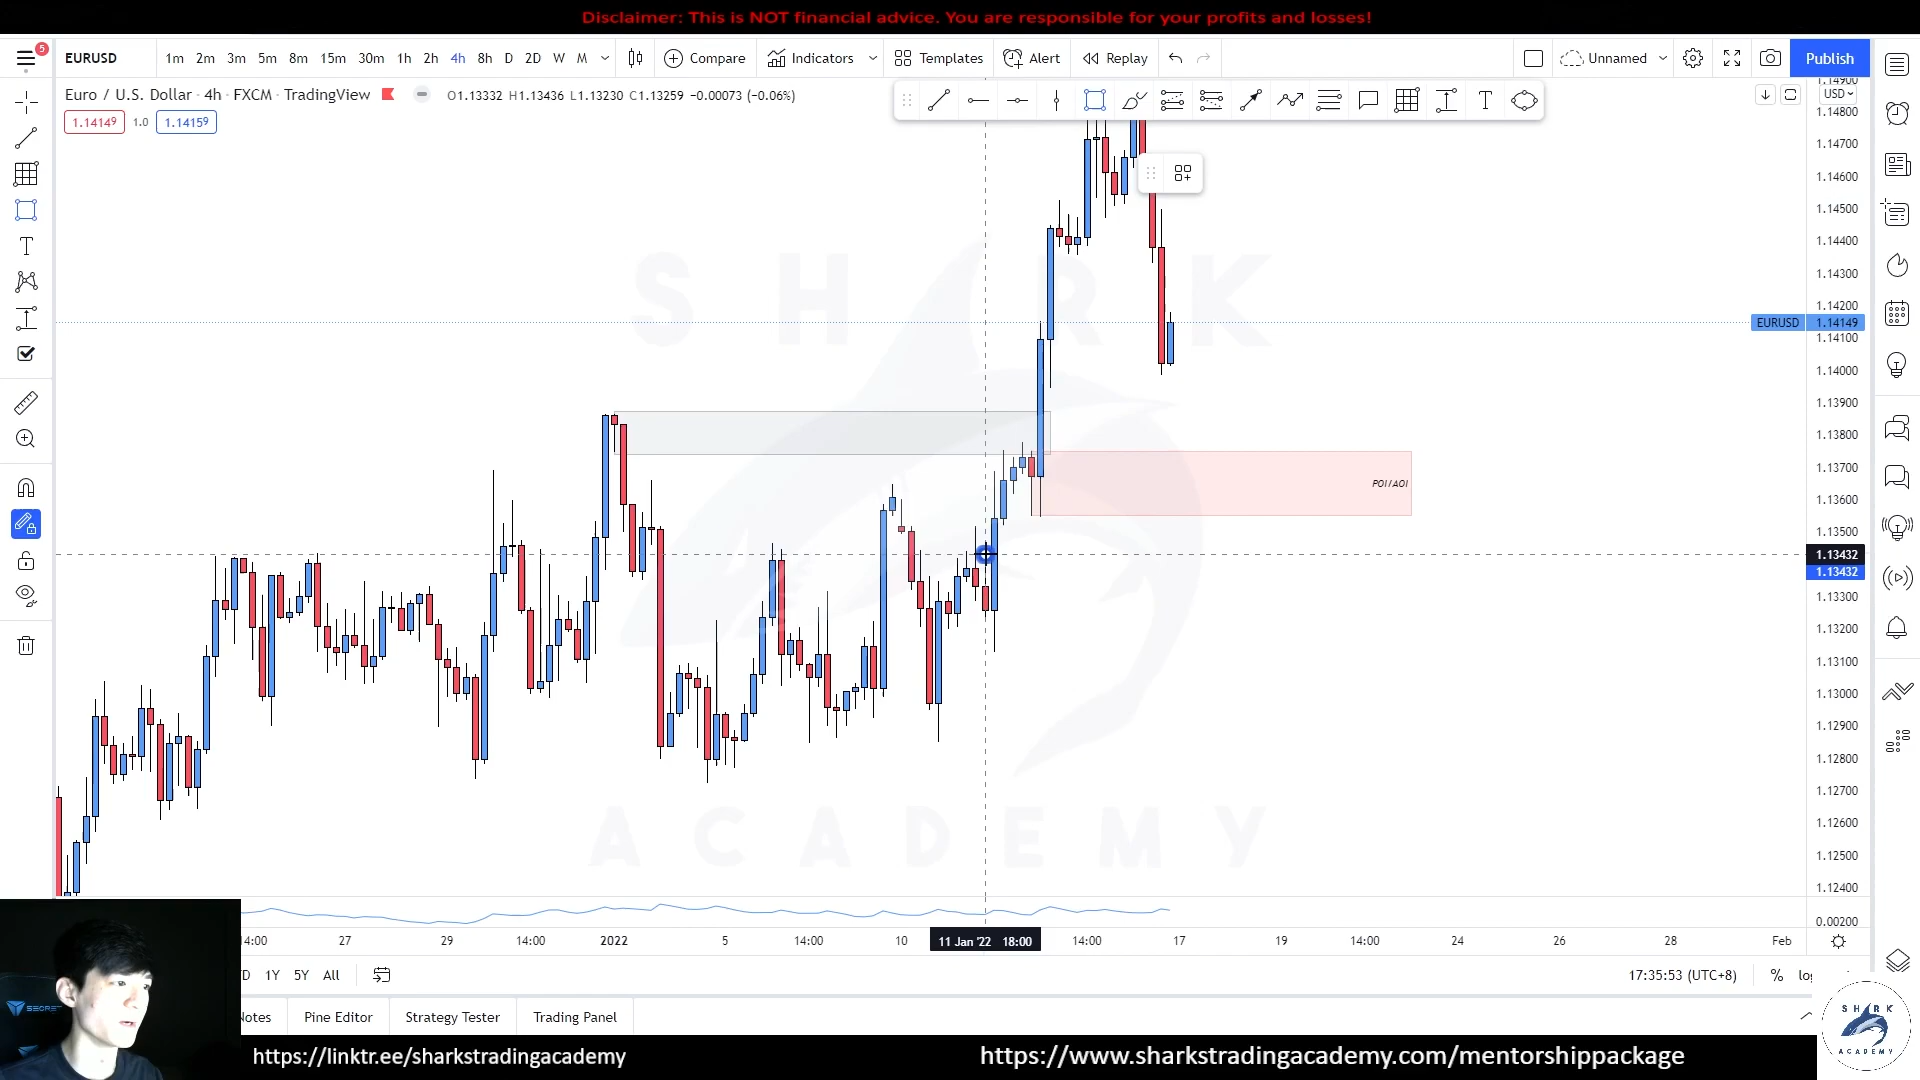 Disclaimer: This is NOT financial advice. You are responsible for your profits and losses!
5
EURUSD 1m 2m 3m 5m 8m 15m 30m 1h 2h 4h 8h D 2D W M Compare Indicators Templates Alert Replay Unnamed Publish
Euro / U.S. Dollar · 4h · FXCM · TradingView O1.13332 H1.13436 L1.13230 C1.13259 −0.00073 (−0.06%)
USD
1.14149 1.0 1.14159
1.14900
1.14800
1.14700
1.14600
1.14500
1.14400
1.14300
1.14200
EURUSD 1.14149
1.14100
1.14000
1.13900
1.13800
1.13700
POI/AOI
1.13600
1.13500
1.13432
1.13432
1.13300
1.13200
1.13100
1.13000
1.12900
1.12800
1.12700
1.12600
1.12500
1.12400
0.00200
SHARK
ACADEMY
14:00 27 29 14:00 2022 5 14:00 10 11 Jan '22 18:00 14:00 17 19 14:00 24 26 28 Feb
1Y 5Y All 17:35:53 (UTC+8) %
Pine Editor Strategy Tester Trading Panel
https://linktr.ee/sharkstradingacademy https://www.sharkstradingacademy.com/mentorshippackage
SHARK
ACADEMY